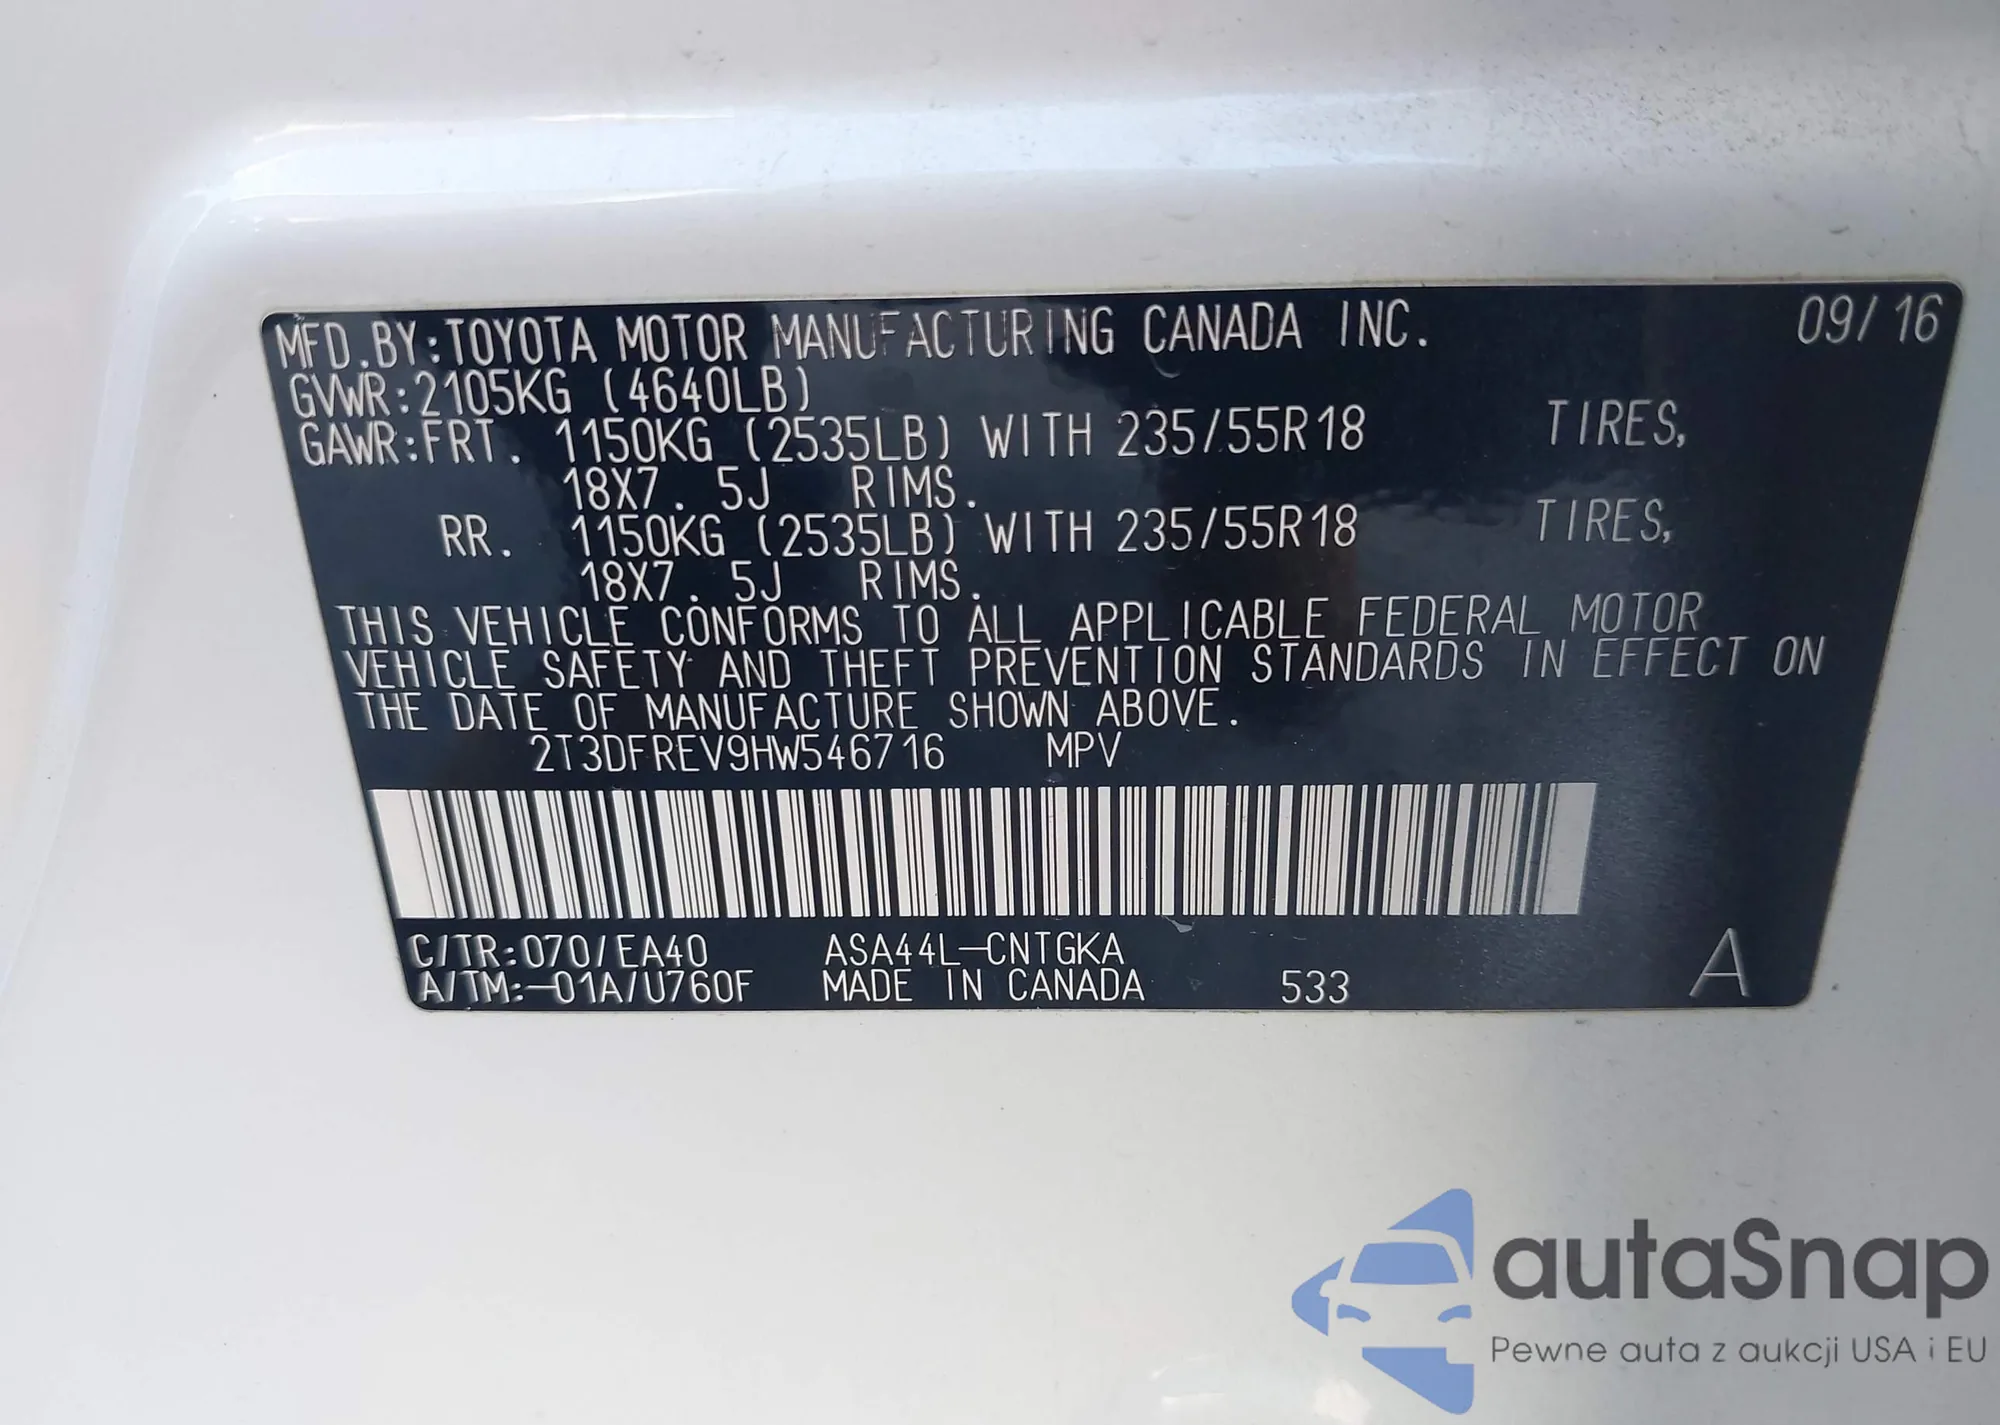 MFD.BY:TOYOTA MOTOR MANUFACTURING CANADA INC. 09/16
GVWR:2105KG (4640LB)
GAWR:FRT. 1150KG (2535LB) WITH 235/55R18 TIRES,
18X7.5J RIMS.
RR. 1150KG (2535LB) WITH 235/55R18 TIRES,
18X7.5J RIMS.
THIS VEHICLE CONFORMS TO ALL APPLICABLE FEDERAL MOTOR
VEHICLE SAFETY AND THEFT PREVENTION STANDARDS IN EFFECT ON
THE DATE OF MANUFACTURE SHOWN ABOVE.
2T3DFREV9HW546716 MPV
C/TR:070/EA40 ASA44L-CNTGKA
A/TM:-01A/U760F MADE IN CANADA 533 A
autaSnap
Pewne auta z aukcji USA i EU